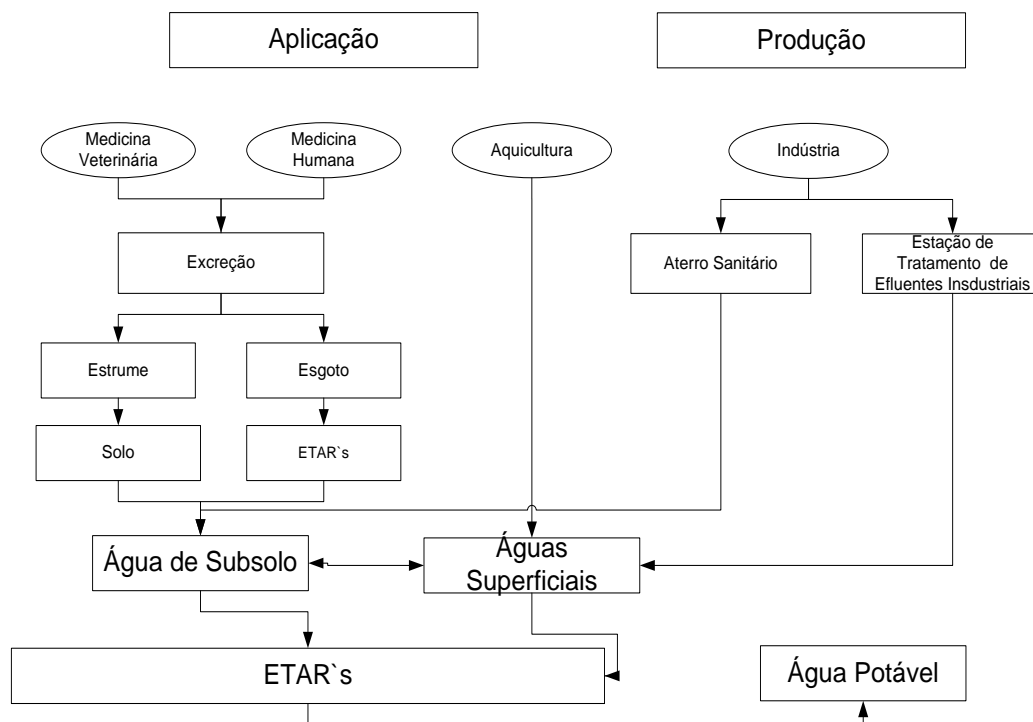 Aplicação
Produção
Medicina
Veterinária
Medicina
Humana
Aquicultura
Indústria
Excreção
Aterro Sanitário
Estação de
Tratamento de
Efluentes Insdustriais
Estrume
Esgoto
Solo
ETAR`s
Água de Subsolo
Águas
Superficiais
ETAR`s
Água Potável